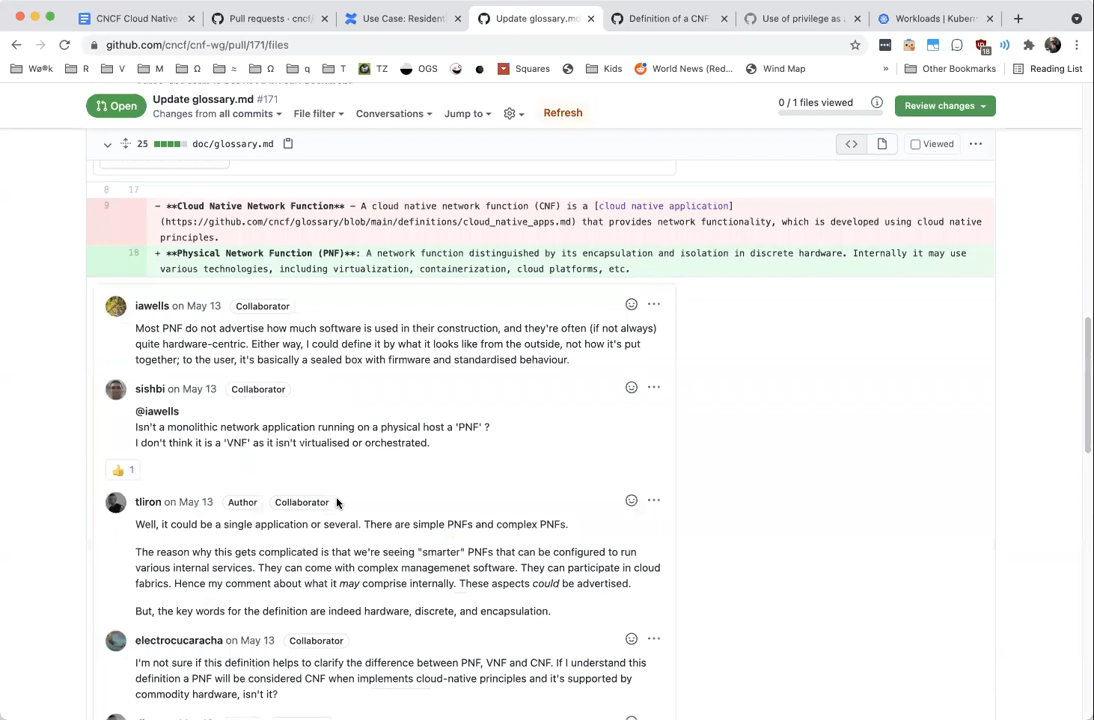 CNCF Cloud Native
Pull requests · cncf/
Use Case: Resident
Update glossary.md
Definition of a CNF
Use of privilege as
Workloads | Kubern
github.com/cncf/cnf-wg/pull/171/files
18
Wø®k
R
V
M
Ω
≈
Ω
q
T
TZ
OGS
Squares
Kids
World News (Red...
Wind Map
»
Other Bookmarks
Reading List
Open
Update glossary.md #171
Changes from all commits
File filter
Conversations
Jump to
Refresh
0 / 1 files viewed
Review changes
25
doc/glossary.md
Viewed
8 17
9 - **Cloud Native Network Function** - A cloud native network function (CNF) is a [cloud native application]
(https://github.com/cncf/glossary/blob/main/definitions/cloud_native_apps.md) that provides network functionality, which is developed using cloud native
principles.
18 + **Physical Network Function (PNF)**: A network function distinguished by its encapsulation and isolation in discrete hardware. Internally it may use
various technologies, including virtualization, containerization, cloud platforms, etc.
iawells on May 13 Collaborator
Most PNF do not advertise how much software is used in their construction, and they're often (if not always)
quite hardware-centric. Either way, I could define it by what it looks like from the outside, not how it's put
together; to the user, it's basically a sealed box with firmware and standardised behaviour.
sishbi on May 13 Collaborator
@iawells
Isn't a monolithic network application running on a physical host a 'PNF' ?
I don't think it is a 'VNF' as it isn't virtualised or orchestrated.
👍 1
tliron on May 13 Author Collaborator
Well, it could be a single application or several. There are simple PNFs and complex PNFs.
The reason why this gets complicated is that we're seeing "smarter" PNFs that can be configured to run
various internal services. They can come with complex managemenet software. They can participate in cloud
fabrics. Hence my comment about what it may comprise internally. These aspects could be advertised.
But, the key words for the definition are indeed hardware, discrete, and encapsulation.
electrocucaracha on May 13 Collaborator
I'm not sure if this definition helps to clarify the difference between PNF, VNF and CNF. If I understand this
definition a PNF will be considered CNF when implements cloud-native principles and it's supported by
commodity hardware, isn't it?